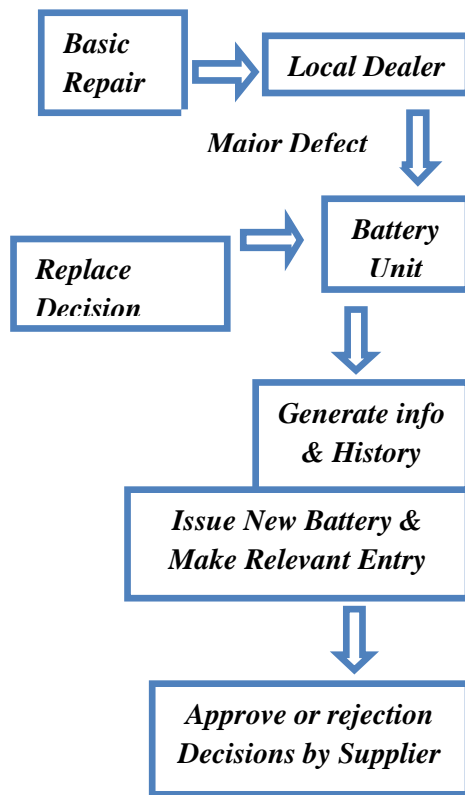 Basic
Repair
Local Dealer
Major Defect
Battery
Unit
Replace
Decision
Generate info
& History
Issue New Battery &
Make Relevant Entry
Approve or rejection
Decisions by Supplier